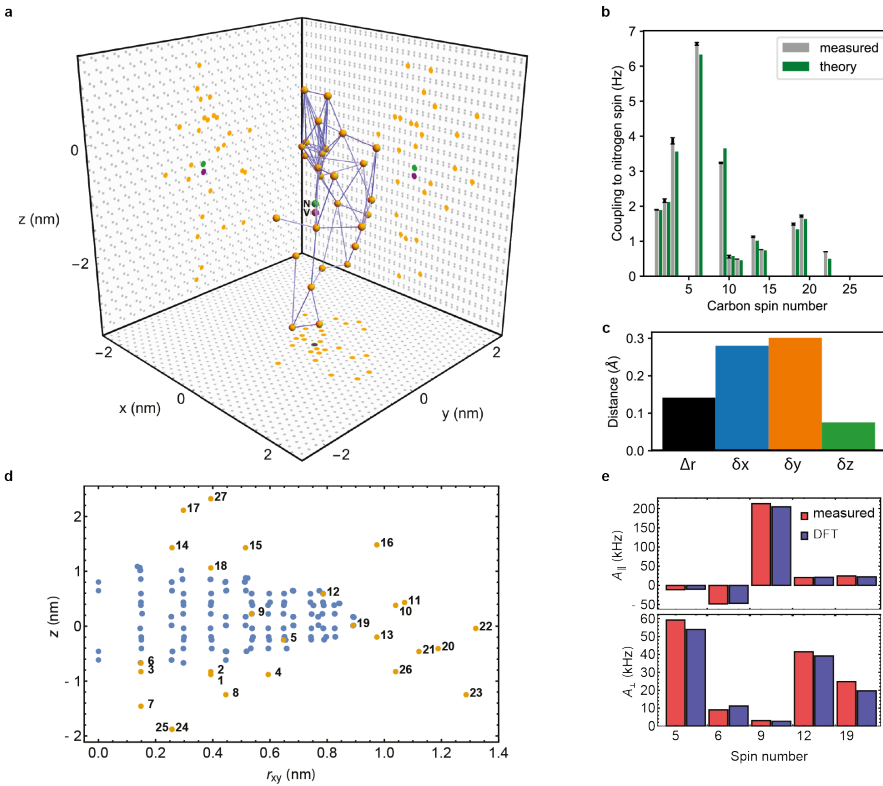 a
0
z (nm)
−2
N
V
−2
0
2
x (nm)
−2
0
2
y (nm)
b
7
6
5
4
3
2
1
0
Coupling to nitrogen spin (Hz)
measured
theory
5 10 15 20 25
Carbon spin number
c
0.3
0.2
0.1
0.0
Distance (Å)
Δr δx δy δz
d
2
1
0
- 1
- 2
z (nm)
27
17
14 15 16
18
12
9 11
10
19 22
5 13
6 21 20
3 2 4 26
1
7 8 23
25 24
0.0 0.2 0.4 0.6 0.8 1.0 1.2 1.4
rxy (nm)
e
200
150
100
50
0
- 50
A∥ (kHz)
measured
DFT
60
50
40
30
20
10
0
A⊥ (kHz)
5 6 9 12 19
Spin number